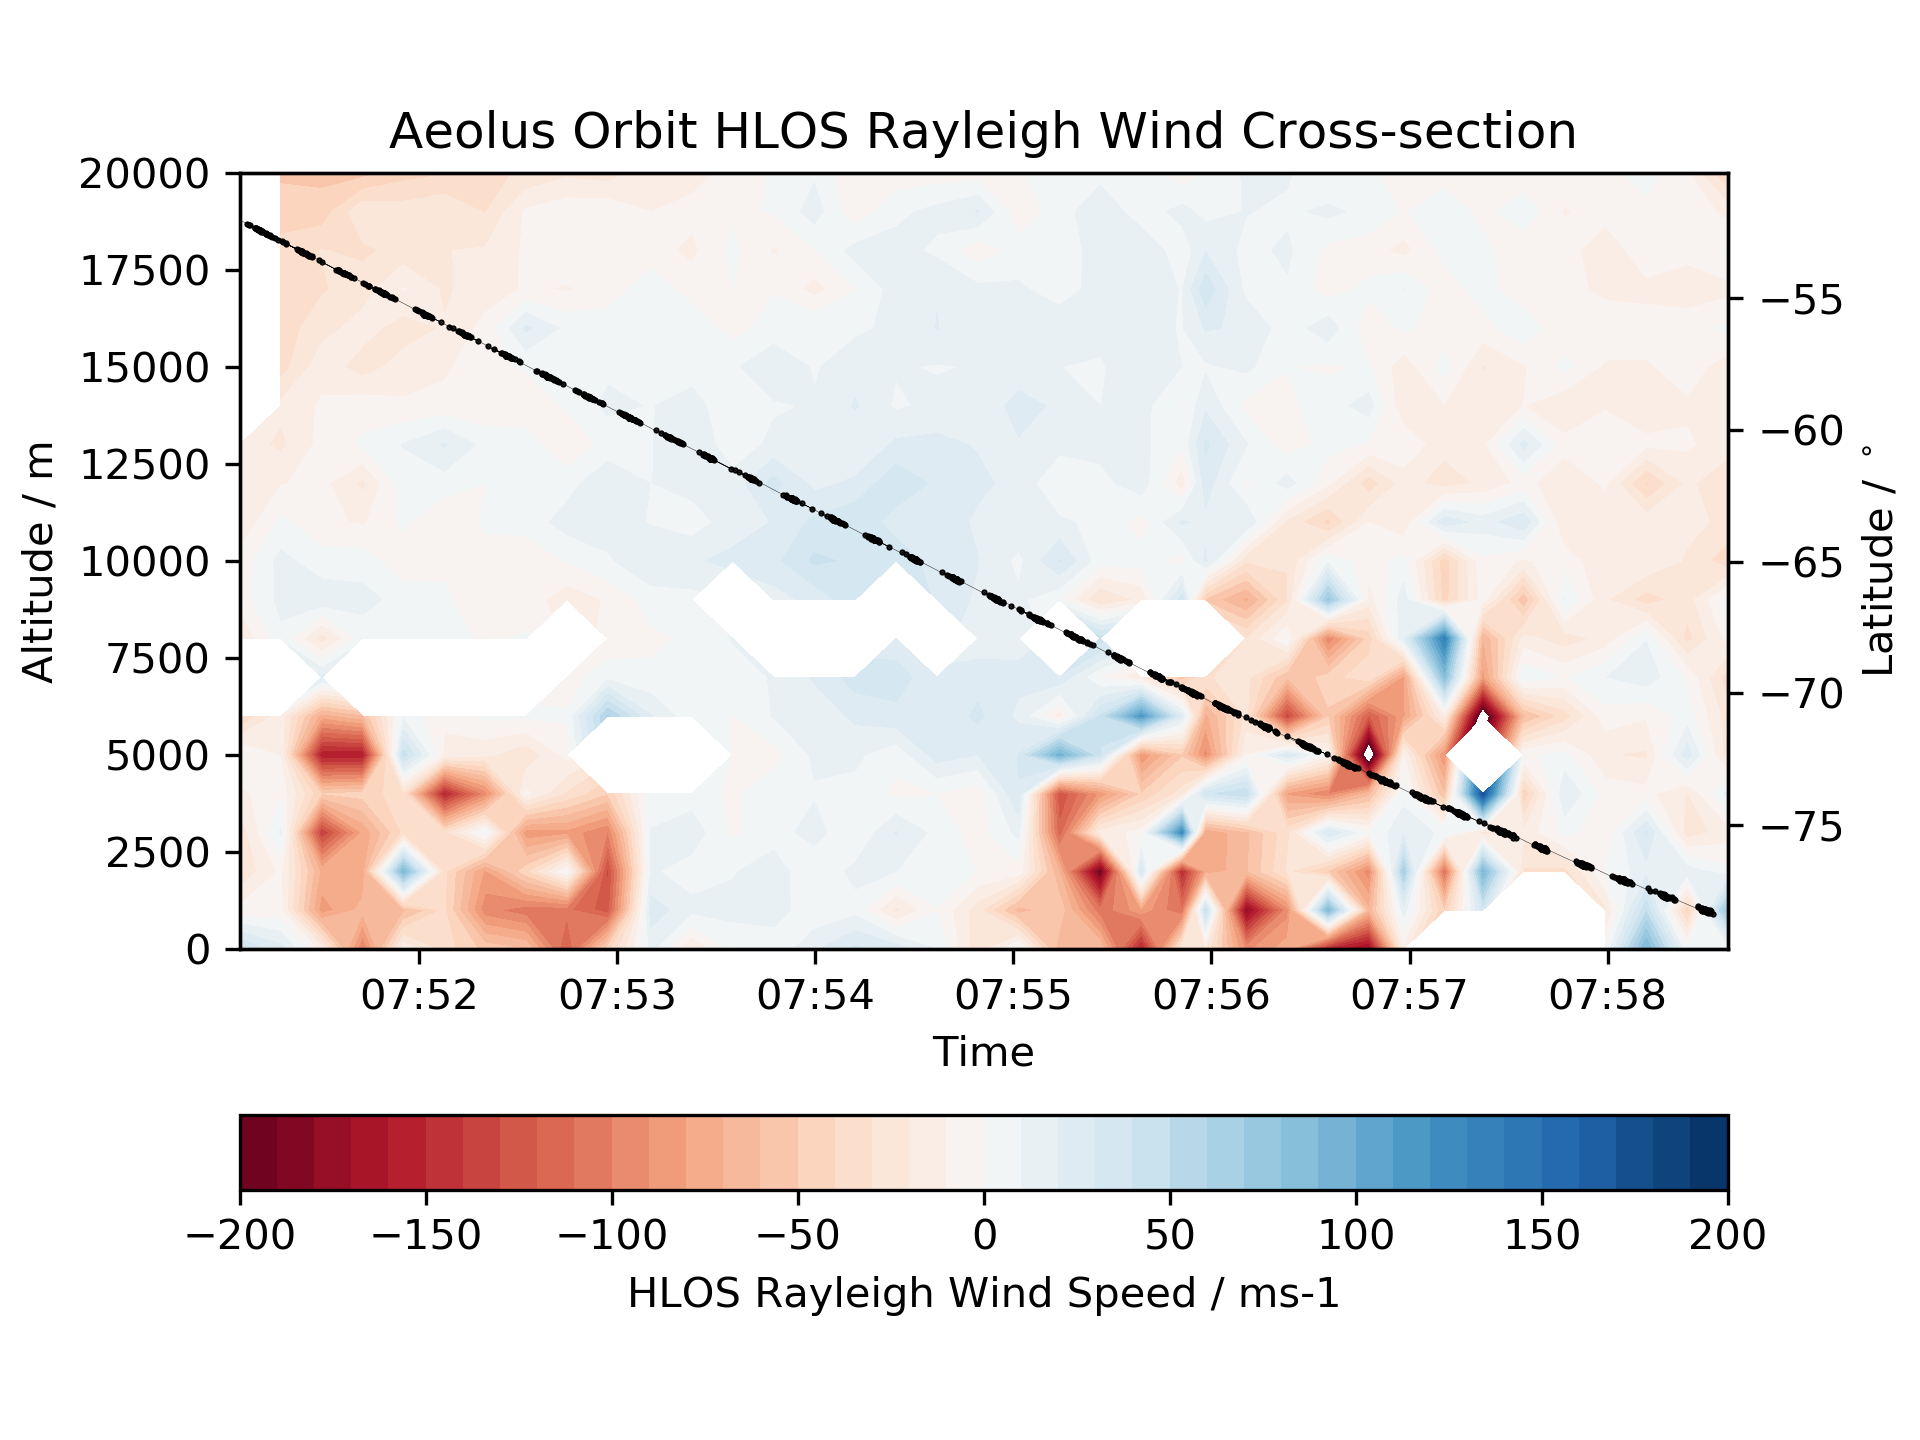 Aeolus Orbit HLOS Rayleigh Wind Cross-section
20000
17500
15000
12500
10000
7500
5000
2500
0
Altitude / m
−55
−60
−65
−70
−75
Latitude / °
07:52 07:53 07:54 07:55 07:56 07:57 07:58
Time
−200 −150 −100 −50 0 50 100 150 200
HLOS Rayleigh Wind Speed / ms-1